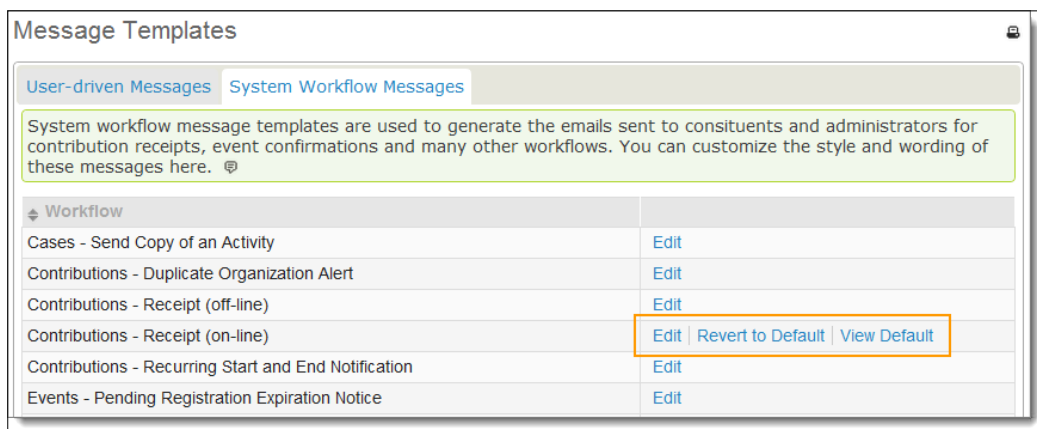 Message Templates
User-driven Messages System Workflow Messages
System workflow message templates are used to generate the emails sent to consituents and administrators for
contribution receipts, event confirmations and many other workflows. You can customize the style and wording of
these messages here.
Workflow
Cases - Send Copy of an Activity Edit
Contributions - Duplicate Organization Alert Edit
Contributions - Receipt (off-line) Edit
Contributions - Receipt (on-line) Edit Revert to Default View Default
Contributions - Recurring Start and End Notification Edit
Events - Pending Registration Expiration Notice Edit